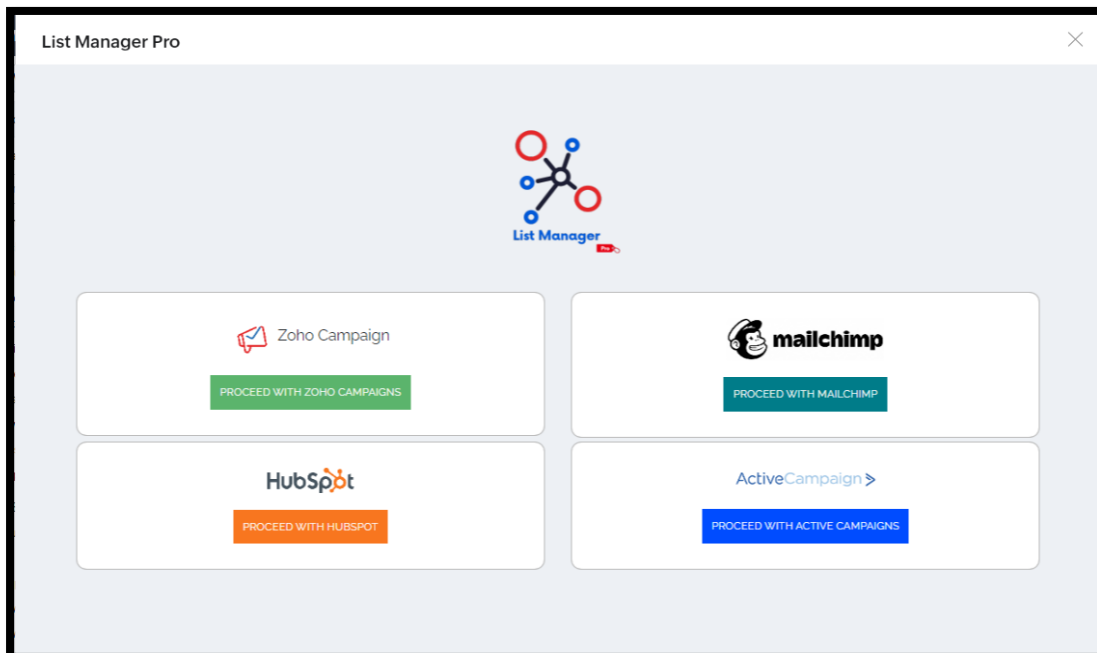 List Manager Pro
List Manager
Pro
Zoho Campaign
PROCEED WITH ZOHO CAMPAIGNS
mailchimp
PROCEED WITH MAILCHIMP
HubSpot
PROCEED WITH HUBSPOT
ActiveCampaign >
PROCEED WITH ACTIVE CAMPAIGNS